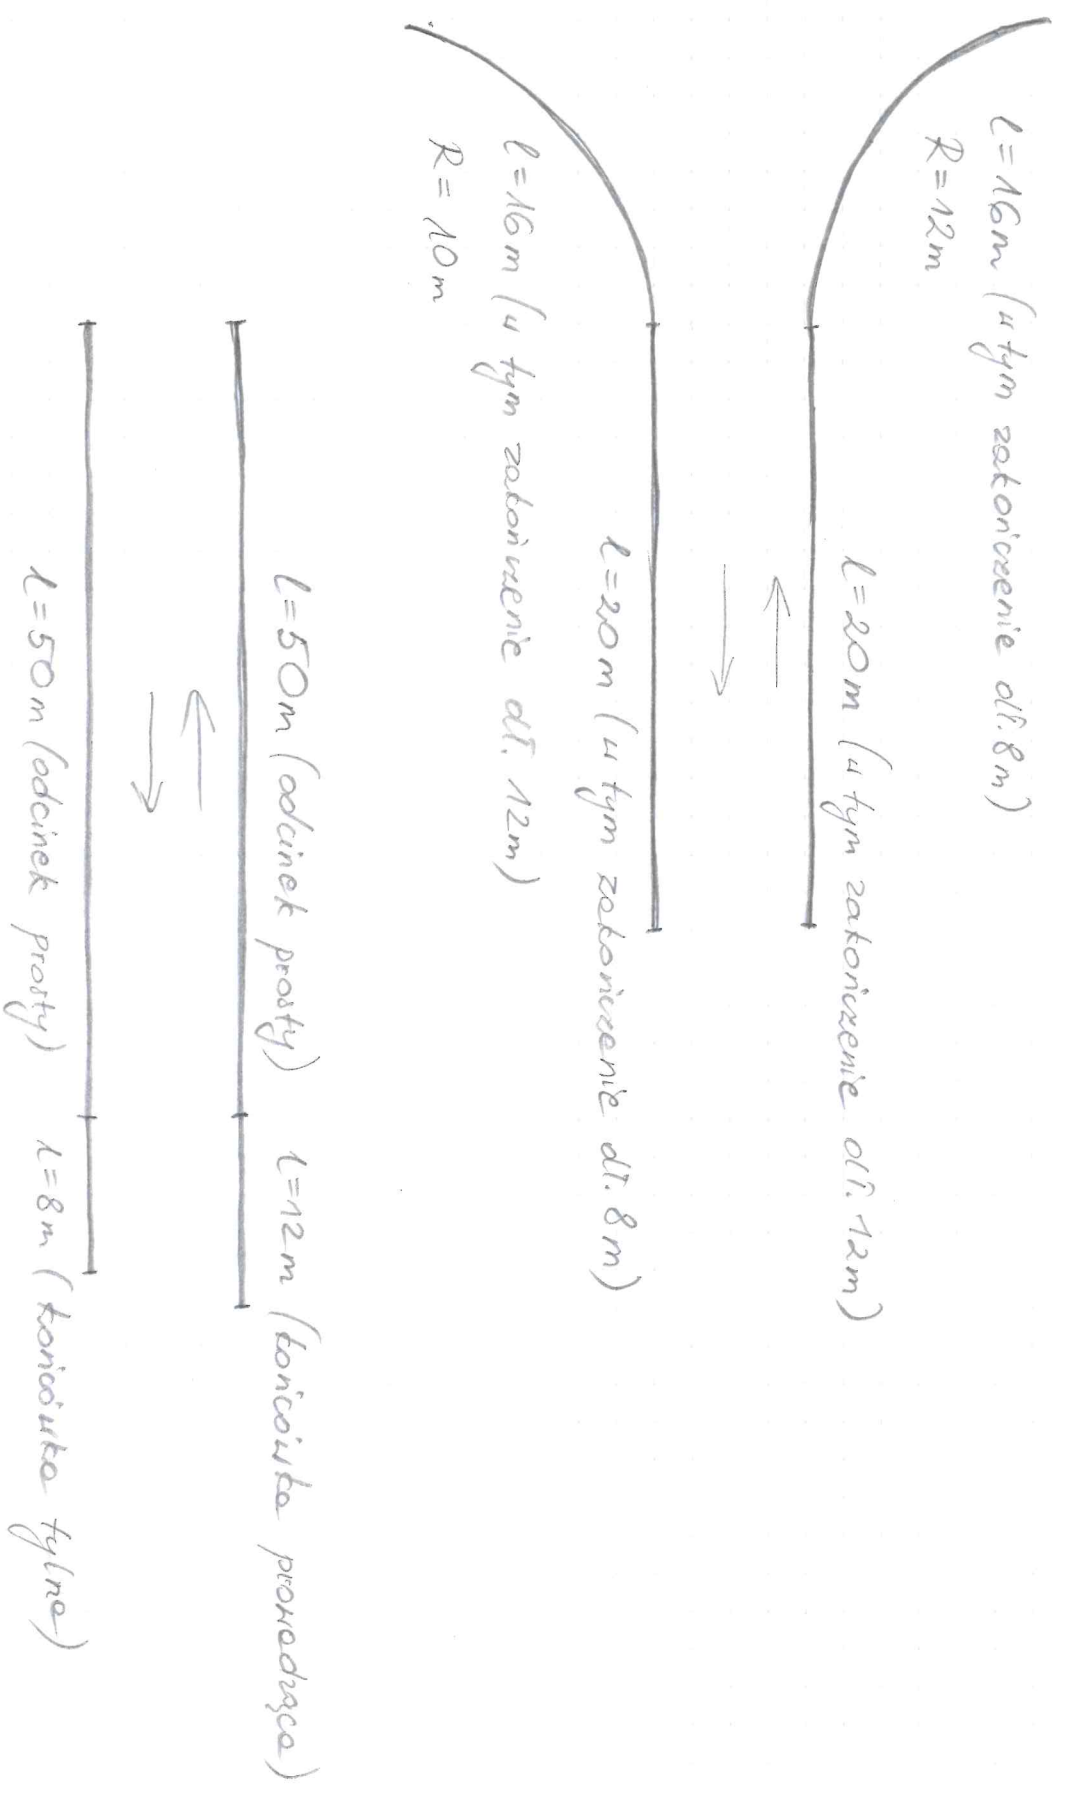 l=16m (w tym zakończenie dł. 8m)
R=12m
l=20m (w tym zakończenie dł. 12m)
l=20m (w tym zakończenie dł. 8m)
l=16m (w tym zakończenie dł. 12m)
R=10m
l=50m (odcinek prosty) l=12m (końcówka prowadząca)
l=50m (odcinek prosty) l=8m (końcówka tylna)